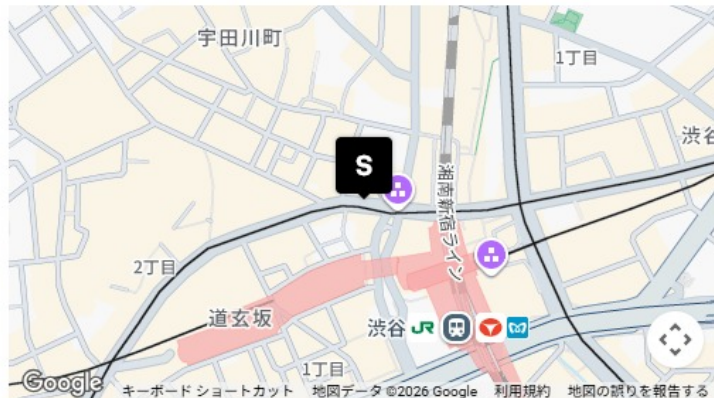 宇田川町
1丁目
渋谷
S
湘南新宿ライン
2丁目
道玄坂
渋谷 JR
1丁目
Google
キーボード ショートカット 地図データ ©2026 Google 利用規約 地図の誤りを報告する